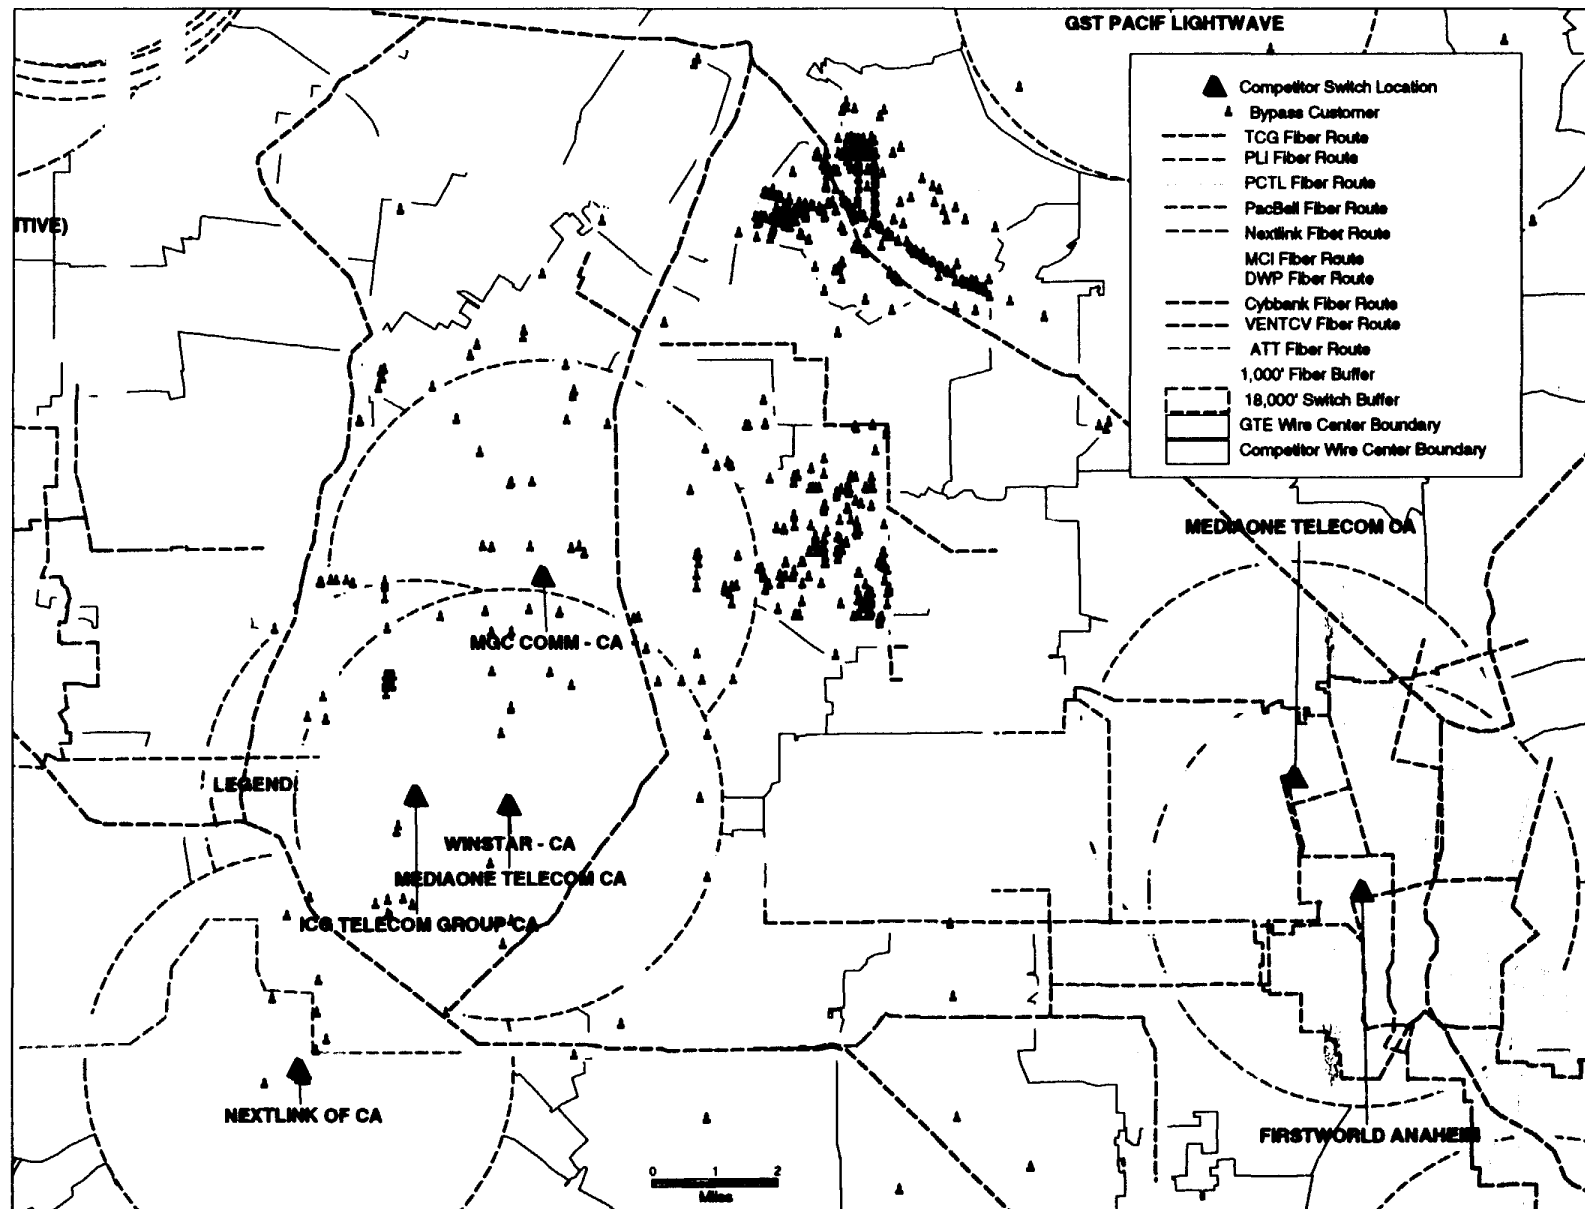 GST PACIF LIGHTWAVE
Competitor Switch Location
Bypass Customer
TCG Fiber Route
PLI Fiber Route
PCTL Fiber Route
PacBell Fiber Route
Nextlink Fiber Route
MCI Fiber Route
DWP Fiber Route
Cybbank Fiber Route
VENTCV Fiber Route
ATT Fiber Route
1,000' Fiber Buffer
18,000' Switch Buffer
GTE Wire Center Boundary
Competitor Wire Center Boundary
ITIVE)
MEDIAONE TELECOM CA
MGC COMM - CA
LEGEND
WINSTAR - CA
MEDIAONE TELECOM CA
ICG TELECOM GROUP CA
NEXTLINK OF CA
FIRSTWORLD ANAHEIM
0 1 2
Miles